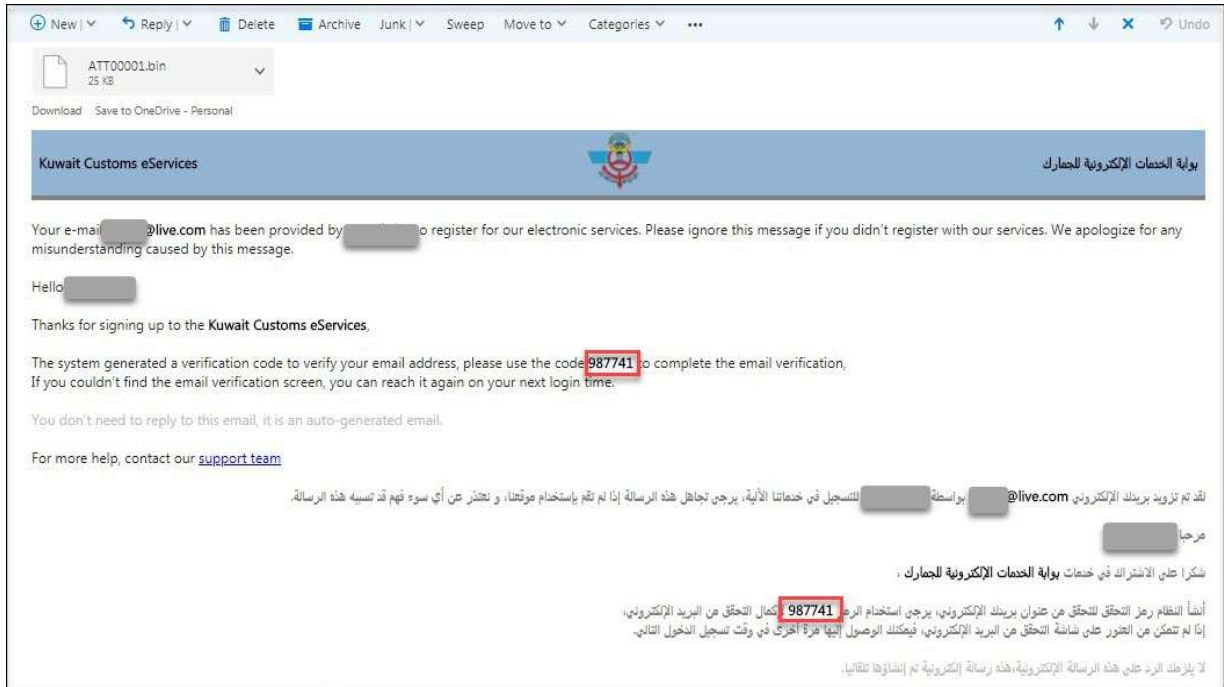 New Reply Delete Archive Junk Sweep Move to Categories ••• Undo
ATT00001.bin
25 KB
Download Save to OneDrive - Personal
Kuwait Customs eServices
بوابة الخدمات الإلكترونية للجمارك
Your e-mai @live.com has been provided by o register for our electronic services. Please ignore this message if you didn't register with our services. We apologize for any
misunderstanding caused by this message.
Hello
Thanks for signing up to the Kuwait Customs eServices,
The system generated a verification code to verify your email address, please use the code 987741 to complete the email verification,
If you couldn't find the email verification screen, you can reach it again on your next login time.
You don't need to reply to this email, it is an auto-generated email.
For more help, contact our support team
لقد تم تزويد بريدك الإلكتروني @live.com بواسطة للتسجيل في خدماتنا الآلية، يرجى تجاهل هذه الرسالة إذا لم تقم بإستخدام موقعنا، و نعتذر عن أي سوء فهم قد تسببه هذه الرسالة.
مرحبا
شكرا على الاشتراك في خدمات بوابة الخدمات الإلكترونية للجمارك ،
أنشأ النظام رمز التحقق للتحقق من عنوان بريدك الإلكتروني، يرجى استخدام الرمز 987741 لإكمال التحقق من البريد الإلكتروني،
إذا لم تتمكن من العثور على شاشة التحقق من البريد الإلكتروني، فيمكنك الوصول إليها مرة أخرى في وقت تسجيل الدخول التالي.
لا يلزمك الرد على هذه الرسالة الإلكترونية،هذه رسالة إلكترونية تم إنشاؤها تلقائيا.